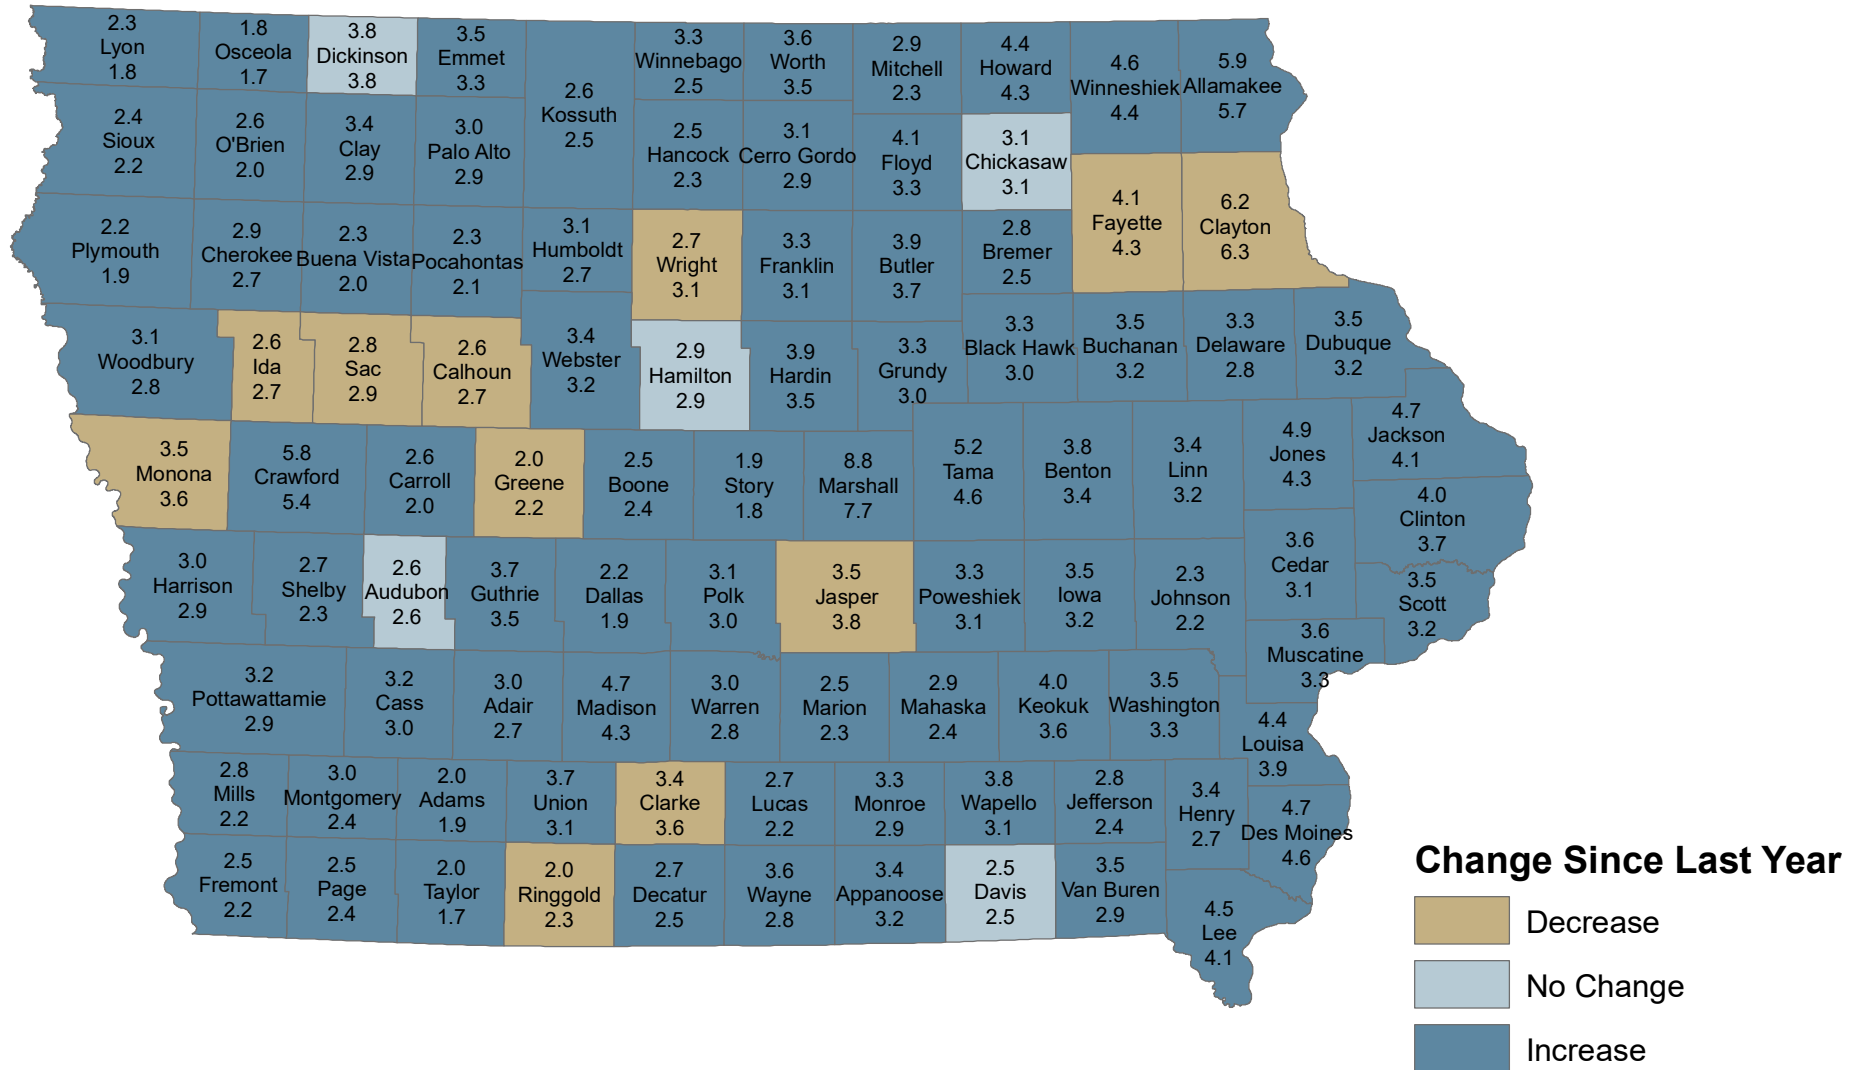 2.3
Lyon
1.8
1.8
Osceola
1.7
3.8
Dickinson
3.8
3.5
Emmet
3.3
2.6
Kossuth
2.5
3.3
Winnebago
2.5
3.6
Worth
3.5
2.9
Mitchell
2.3
4.4
Howard
4.3
4.6
Winneshiek
4.4
5.9
Allamakee
5.7
2.4
Sioux
2.2
2.6
O'Brien
2.0
3.4
Clay
2.9
3.0
Palo Alto
2.9
2.5
Hancock
2.3
3.1
Cerro Gordo
2.9
4.1
Floyd
3.3
3.1
Chickasaw
3.1
4.1
Fayette
4.3
6.2
Clayton
6.3
2.2
Plymouth
1.9
2.9
Cherokee
2.7
2.3
Buena Vista
2.0
2.3
Pocahontas
2.1
3.1
Humboldt
2.7
2.7
Wright
3.1
3.3
Franklin
3.1
3.9
Butler
3.7
2.8
Bremer
2.5
3.1
Woodbury
2.8
2.6
Ida
2.7
2.8
Sac
2.9
2.6
Calhoun
2.7
3.4
Webster
3.2
2.9
Hamilton
2.9
3.9
Hardin
3.5
3.3
Grundy
3.0
3.3
Black Hawk
3.0
3.5
Buchanan
3.2
3.3
Delaware
2.8
3.5
Dubuque
3.2
3.5
Monona
3.6
5.8
Crawford
5.4
2.6
Carroll
2.0
2.0
Greene
2.2
2.5
Boone
2.4
1.9
Story
1.8
8.8
Marshall
7.7
5.2
Tama
4.6
3.8
Benton
3.4
3.4
Linn
3.2
4.9
Jones
4.3
4.7
Jackson
4.1
4.0
Clinton
3.7
3.0
Harrison
2.9
2.7
Shelby
2.3
2.6
Audubon
2.6
3.7
Guthrie
3.5
2.2
Dallas
1.9
3.1
Polk
3.0
3.5
Jasper
3.8
3.3
Poweshiek
3.1
3.5
Iowa
3.2
2.3
Johnson
2.2
3.6
Cedar
3.1
3.5
Scott
3.2
3.6
Muscatine
3.3
3.2
Pottawattamie
2.9
3.2
Cass
3.0
3.0
Adair
2.7
4.7
Madison
4.3
3.0
Warren
2.8
2.5
Marion
2.3
2.9
Mahaska
2.4
4.0
Keokuk
3.6
3.5
Washington
3.3
4.4
Louisa
3.9
2.8
Mills
2.2
3.0
Montgomery
2.4
2.0
Adams
1.9
3.7
Union
3.1
3.4
Clarke
3.6
2.7
Lucas
2.2
3.3
Monroe
2.9
3.8
Wapello
3.1
2.8
Jefferson
2.4
3.4
Henry
2.7
4.7
Des Moines
4.6
2.5
Fremont
2.2
2.5
Page
2.4
2.0
Taylor
1.7
2.0
Ringgold
2.3
2.7
Decatur
2.5
3.6
Wayne
2.8
3.4
Appanoose
3.2
2.5
Davis
2.5
3.5
Van Buren
2.9
4.5
Lee
4.1
Change Since Last Year
Decrease
No Change
Increase